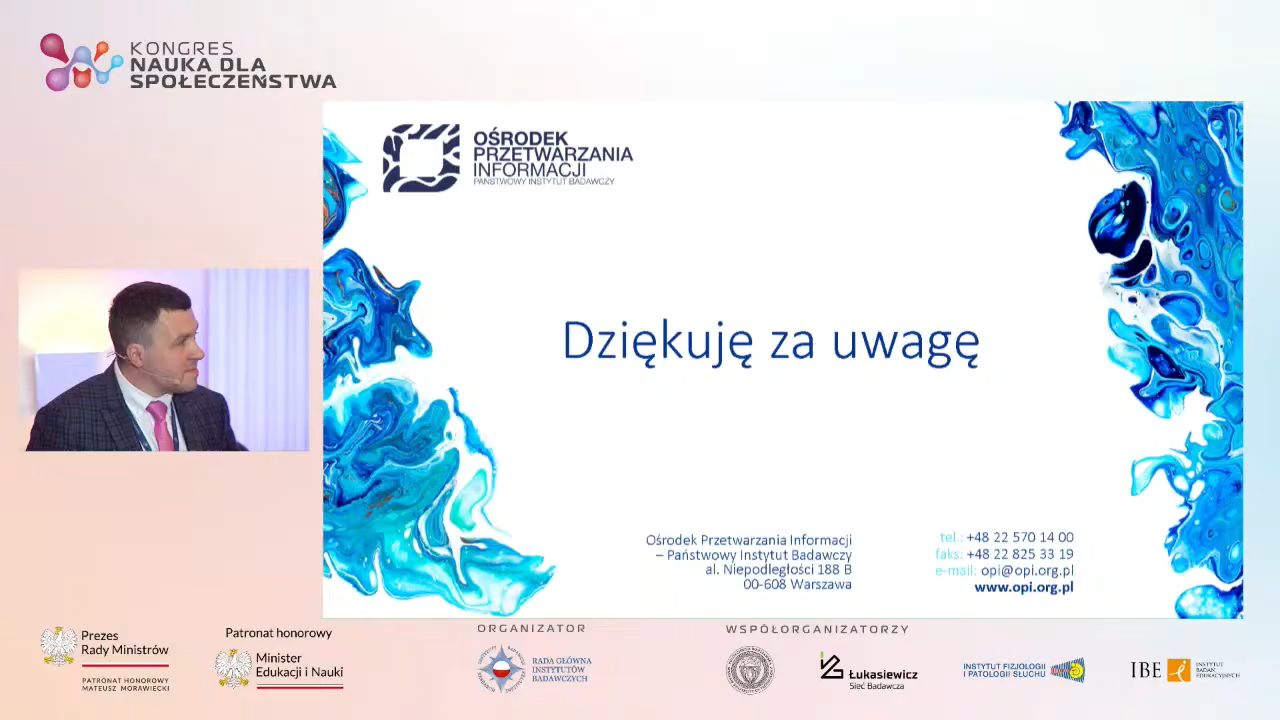 KONGRES
NAUKA DLA
SPOŁECZEŃSTWA
OŚRODEK
PRZETWARZANIA
INFORMACJI
PAŃSTWOWY INSTYTUT BADAWCZY
Dziękuję za uwagę
Ośrodek Przetwarzania Informacji
– Państwowy Instytut Badawczy
al. Niepodległości 188 B
00-608 Warszawa
tel.: +48 22 570 14 00
faks: +48 22 825 33 19
e-mail: opi@opi.org.pl
www.opi.org.pl
Prezes
Rady Ministrów
PATRONAT HONOROWY
MATEUSZ MORAWIECKI
Patronat honorowy
Minister
Edukacji i Nauki
ORGANIZATOR
RADA GŁÓWNA
INSTYTUTÓW
BADAWCZYCH
WSPÓŁORGANIZATORZY
Łukasiewicz
Sieć Badawcza
INSTYTUT FIZJOLOGII
I PATOLOGII SŁUCHU
IBE
INSTYTUT
BADAŃ
EDUKACYJNYCH